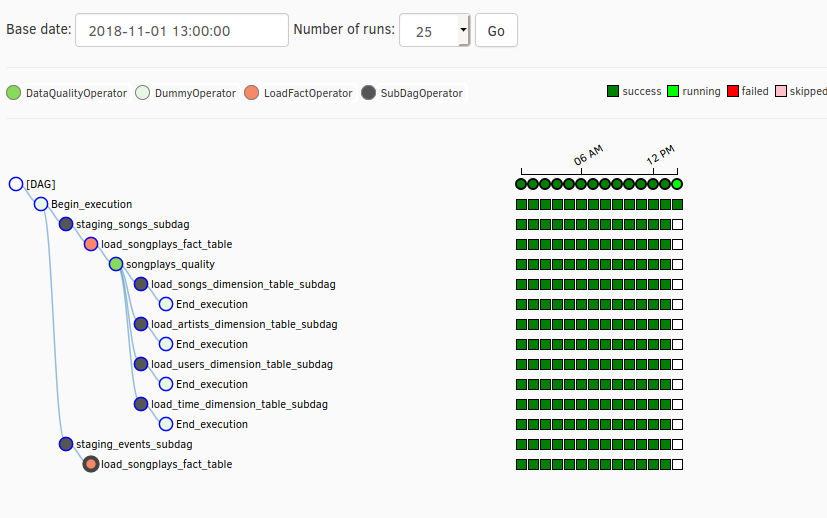 Base date: 2018-11-01 13:00:00 Number of runs: 25 Go
DataQualityOperator DummyOperator LoadFactOperator SubDagOperator success running failed skipped
06 AM 12 PM
[DAG]
Begin_execution
staging_songs_subdag
load_songplays_fact_table
songplays_quality
load_songs_dimension_table_subdag
End_execution
load_artists_dimension_table_subdag
End_execution
load_users_dimension_table_subdag
End_execution
load_time_dimension_table_subdag
End_execution
staging_events_subdag
load_songplays_fact_table